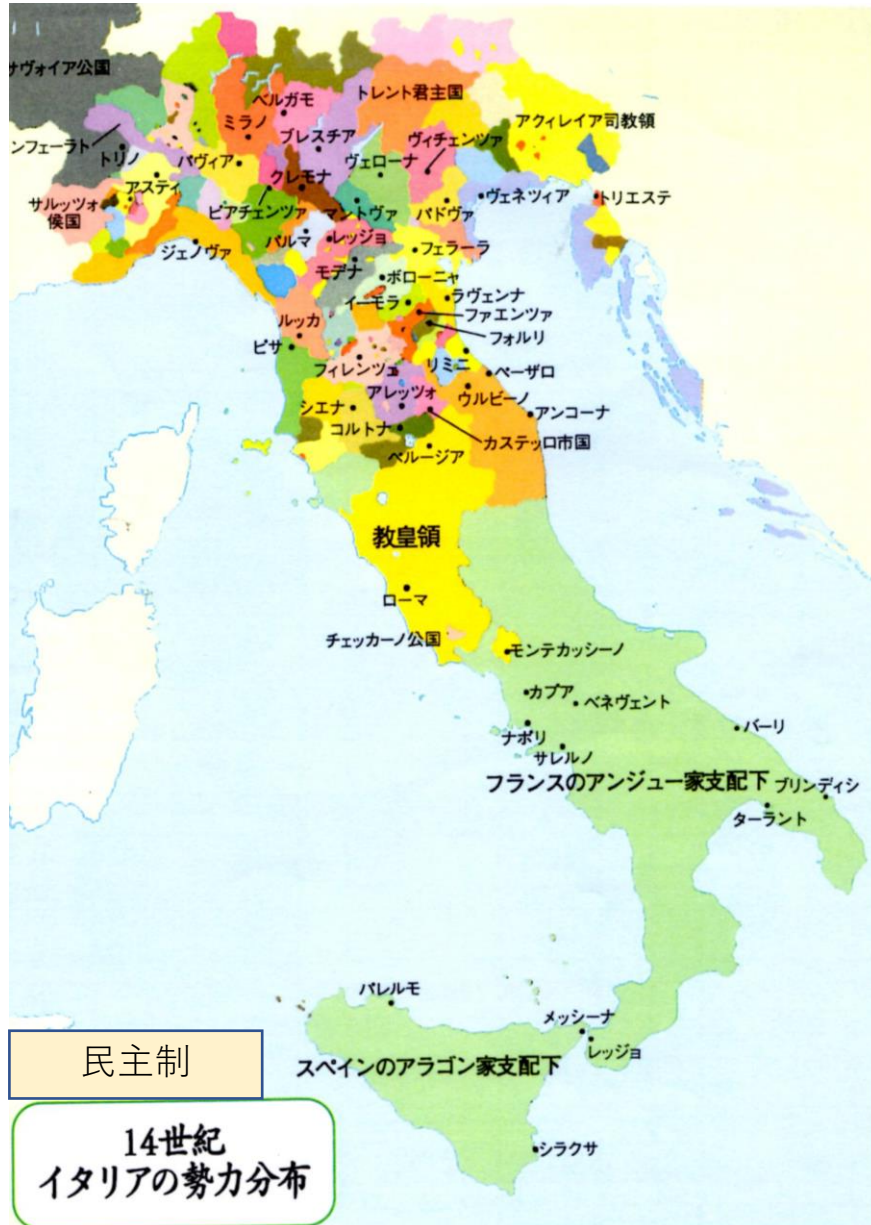 サヴォイア公国
ベルガモ
トレント君主国
ミラノ
アクィレイア司教領
ブレスチア
ヴィチェンツァ
ンフェーラト
トリノ
パヴィア
ヴェローナ
クレモナ
アスティ
ヴェネツィア
トリエステ
サルッツォ
侯国
ピアチェンツァ
マントヴァ
パドヴァ
パルマ
レッジョ
ジェノヴァ
フェラーラ
モデナ
ボローニャ
イーモラ
ラヴェンナ
ファエンツァ
ルッカ
フォルリ
ピサ
フィレンツェ
リミニ
ペーザロ
アレッツォ
ウルビーノ
シエナ
アンコーナ
コルトナ
カステッロ市国
ペルージア
教皇領
ローマ
チェッカーノ公国
モンテカッシーノ
カプア
ベネヴェント
ナポリ
バーリ
サレルノ
フランスのアンジュー家支配下
ブリンディシ
ターラント
パレルモ
メッシーナ
レッジョ
民主制
スペインのアラゴン家支配下
14世紀
イタリアの勢力分布
シラクサ